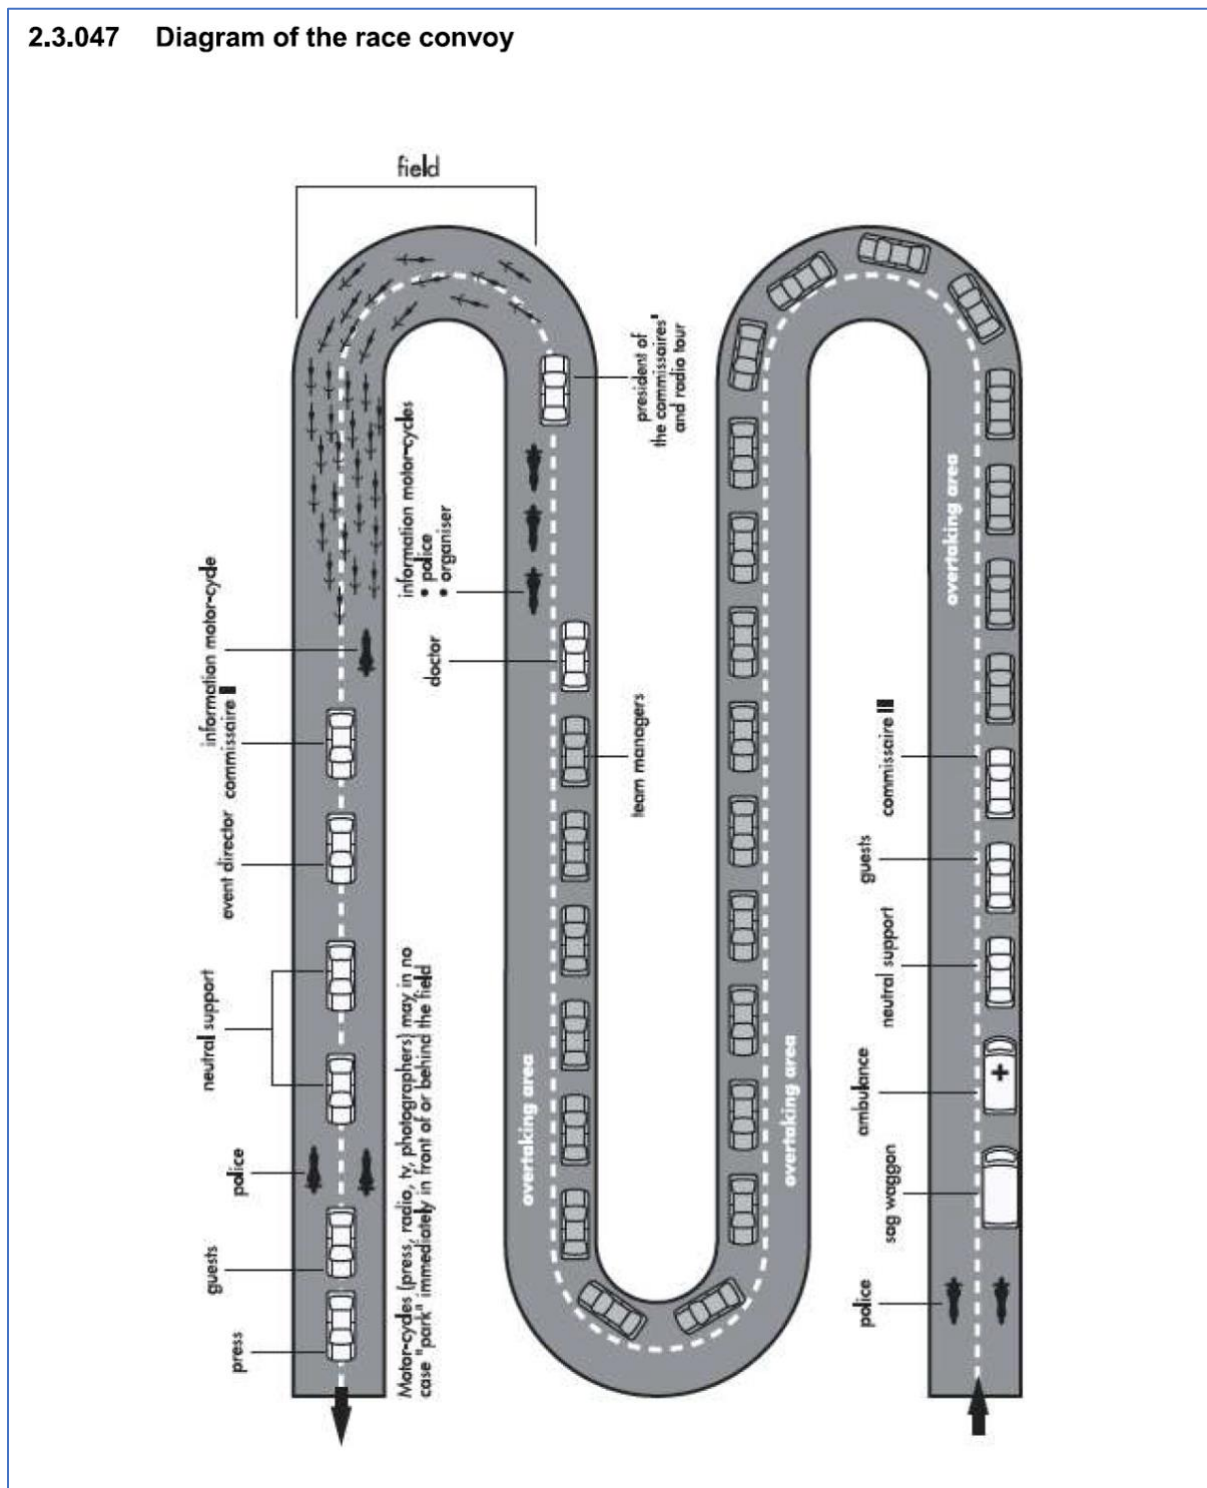 2.3.047 Diagram of the race convoy
field
president of
the commissaires'
and radio tour
information motor-cycles
• police
• organiser
doctor
team managers
information motor-cycle
commissaire II
event director
neutral support
police
guests
press
Motor-cycles (press, radio, tv, photographers) may in no
case "park" immediately in front of or behind the field
overtaking area
overtaking area
overtaking area
commissaire III
guests
neutral support
ambulance
sag waggon
police